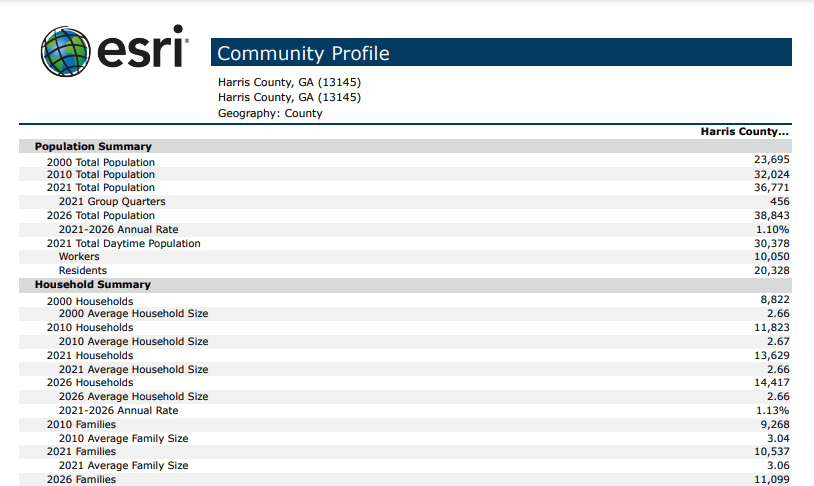 esri
Community Profile
Harris County, GA (13145)
Harris County, GA (13145)
Geography: County
Harris County...
Population Summary
2000 Total Population 23,695
2010 Total Population 32,024
2021 Total Population 36,771
2021 Group Quarters 456
2026 Total Population 38,843
2021-2026 Annual Rate 1.10%
2021 Total Daytime Population 30,378
Workers 10,050
Residents 20,328
Household Summary
2000 Households 8,822
2000 Average Household Size 2.66
2010 Households 11,823
2010 Average Household Size 2.67
2021 Households 13,629
2021 Average Household Size 2.66
2026 Households 14,417
2026 Average Household Size 2.66
2021-2026 Annual Rate 1.13%
2010 Families 9,268
2010 Average Family Size 3.04
2021 Families 10,537
2021 Average Family Size 3.06
2026 Families 11,099